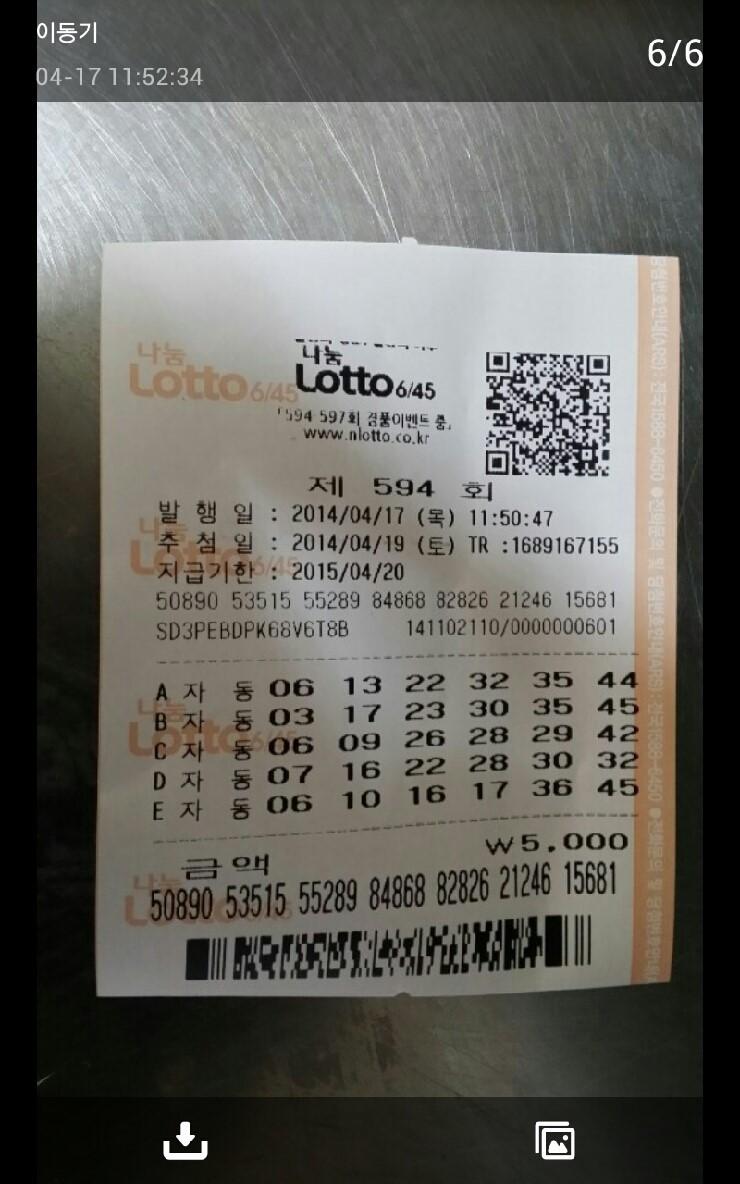 이동기
04-17 11:52:34
6/6
나눔
Lotto 6/45
나눔
Lotto 6/45
「594-597회 경품이벤트 중」
www.nlotto.co.kr
제 594 회
발 행 일 : 2014/04/17 (목) 11:50:47
추 첨 일 : 2014/04/19 (토) TR :1689167155
지급기한 : 2015/04/20
50890 53515 55289 84868 82826 21246 15681
SD3PEBDPK68V6T8B 141102110/0000000601
A 자 동 06 13 22 32 35 44
B 자 동 03 17 23 30 35 45
C 자 동 06 09 26 28 29 42
D 자 동 07 16 22 28 30 32
E 자 동 06 10 16 17 36 45
금액 ₩5,000
50890 53515 55289 84868 82826 21246 15681